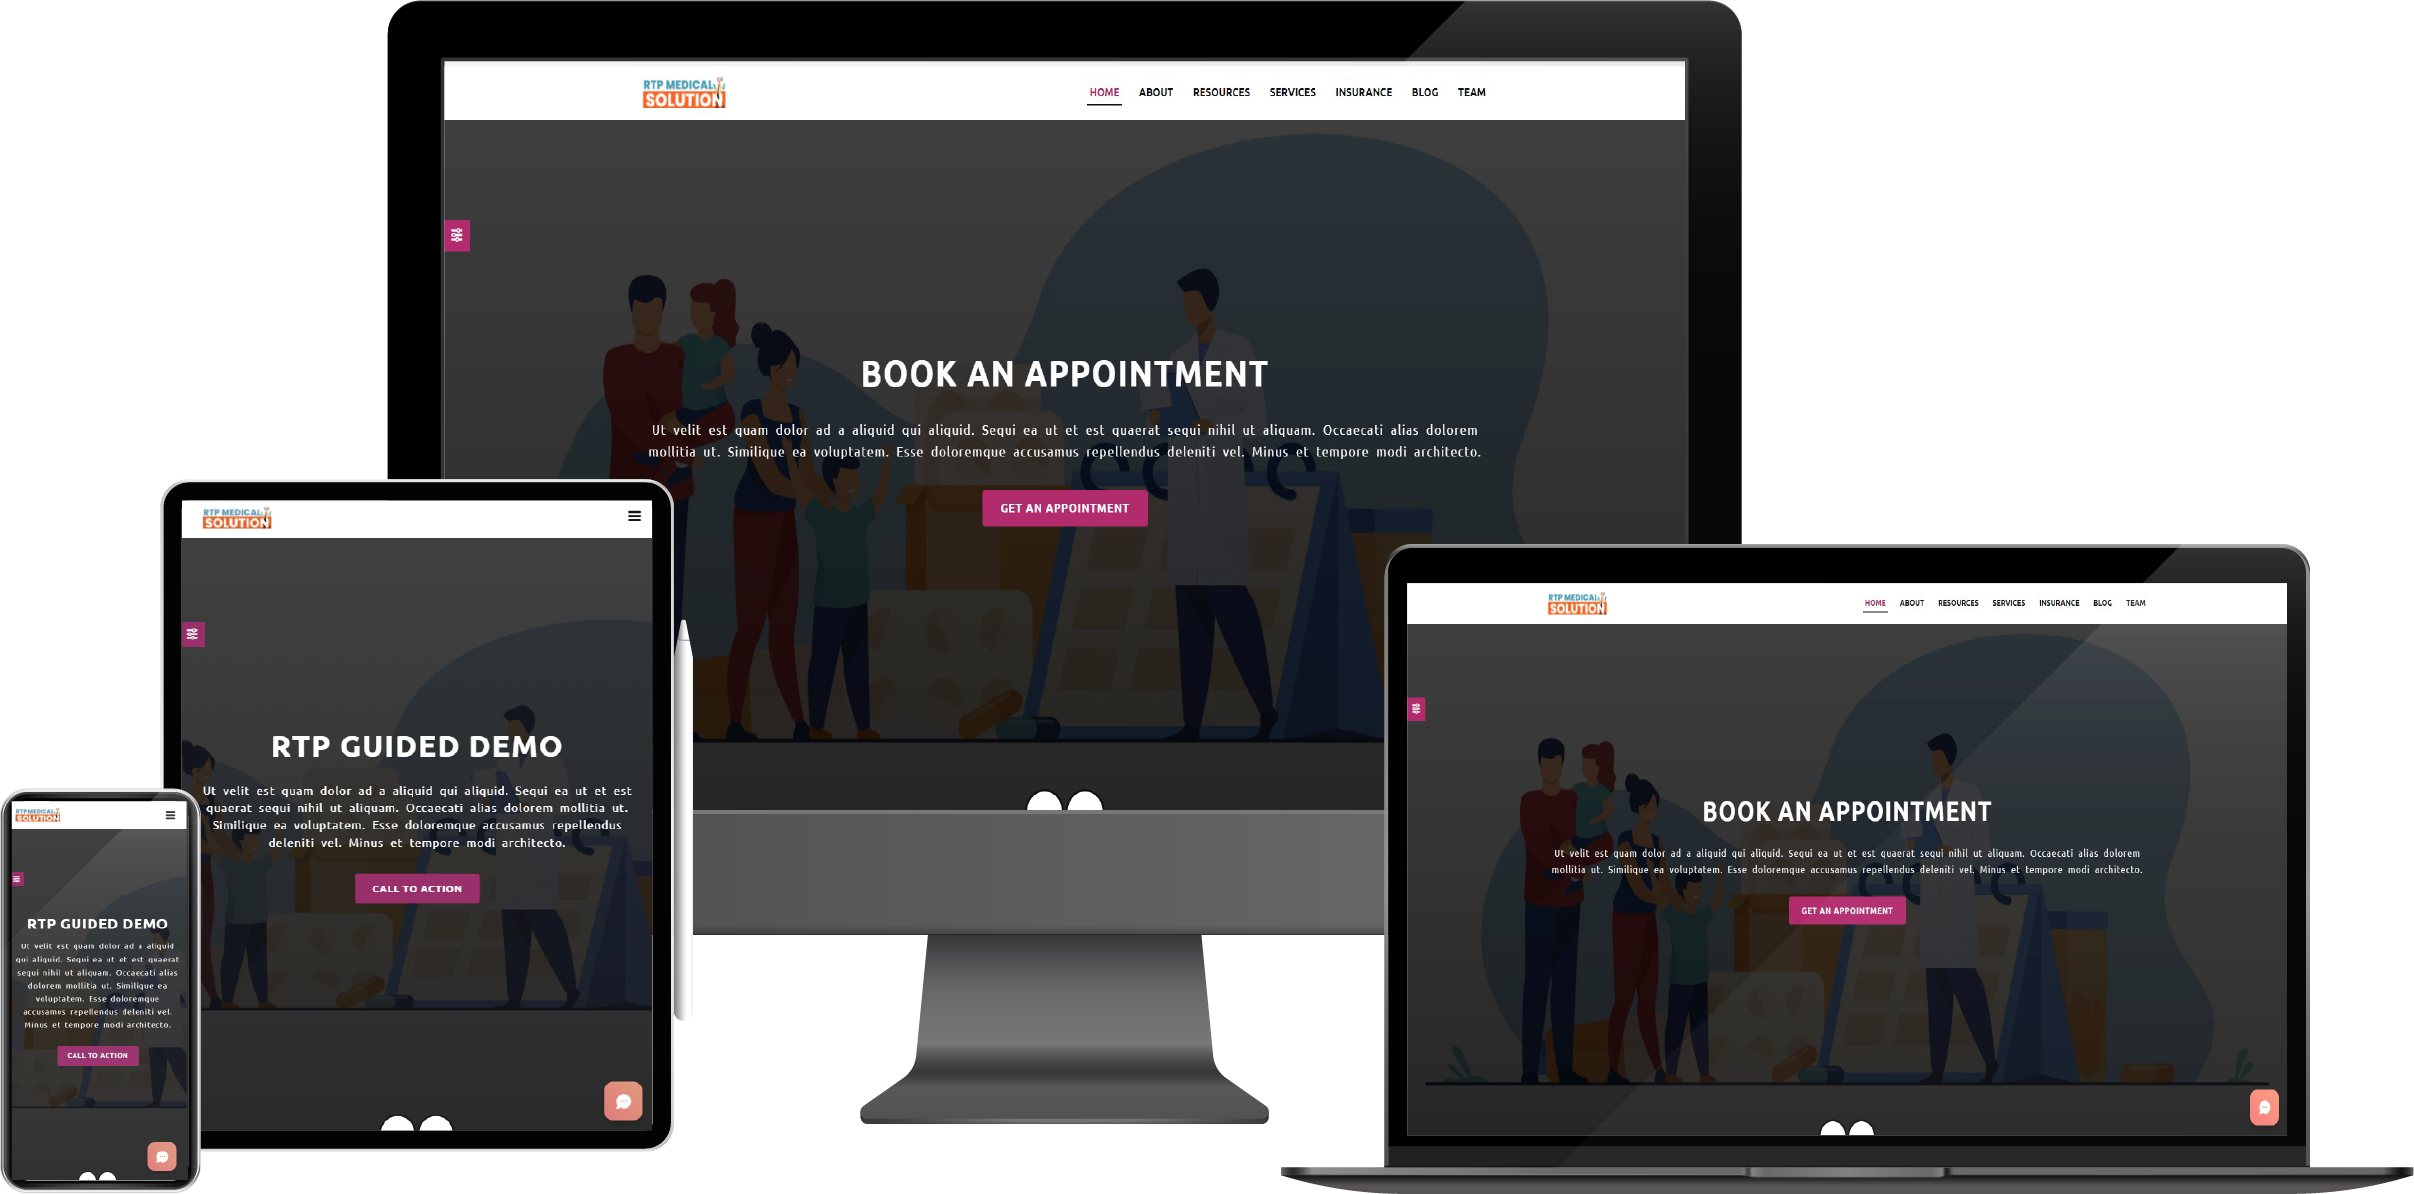 RTP MEDICAL
SOLUTION
HOME ABOUT RESOURCES SERVICES INSURANCE BLOG TEAM
BOOK AN APPOINTMENT
Ut velit est quam dolor ad a aliquid qui aliquid. Sequi ea ut et est quaerat sequi nihil ut aliquam. Occaecati alias dolorem
mollitia ut. Similique ea voluptatem. Esse doloremque accusamus repellendus deleniti vel. Minus et tempore modi architecto.
GET AN APPOINTMENT
RTP MEDICAL
SOLUTION
RTP GUIDED DEMO
Ut velit est quam dolor ad a aliquid qui aliquid. Sequi ea ut et est
quaerat sequi nihil ut aliquam. Occaecati alias dolorem mollitia ut.
Similique ea voluptatem. Esse doloremque accusamus repellendus
deleniti vel. Minus et tempore modi architecto.
CALL TO ACTION
RTP MEDICAL
SOLUTION
RTP GUIDED DEMO
Ut velit est quam dolor ad a aliquid
qui aliquid. Sequi ea ut et est quaerat
sequi nihil ut aliquam. Occaecati alias
dolorem mollitia ut. Similique ea
voluptatem. Esse doloremque
accusamus repellendus deleniti vel.
Minus et tempore modi architecto.
CALL TO ACTION
RTP MEDICAL
SOLUTION
HOME ABOUT RESOURCES SERVICES INSURANCE BLOG TEAM
BOOK AN APPOINTMENT
Ut velit est quam dolor ad a aliquid qui aliquid. Sequi ea ut et est quaerat sequi nihil ut aliquam. Occaecati alias dolorem
mollitia ut. Similique ea voluptatem. Esse doloremque accusamus repellendus deleniti vel. Minus et tempore modi architecto.
GET AN APPOINTMENT